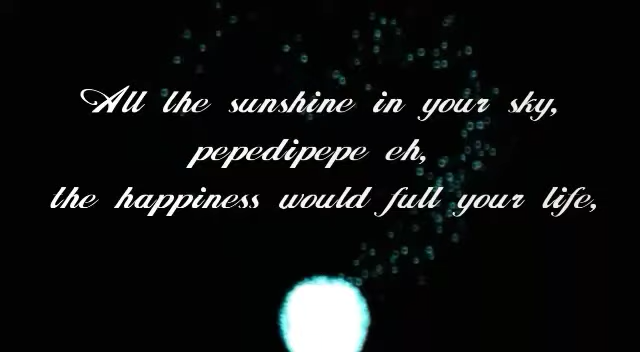 All the sunshine in your sky,
pepedipepe eh,
the happiness would full your life,